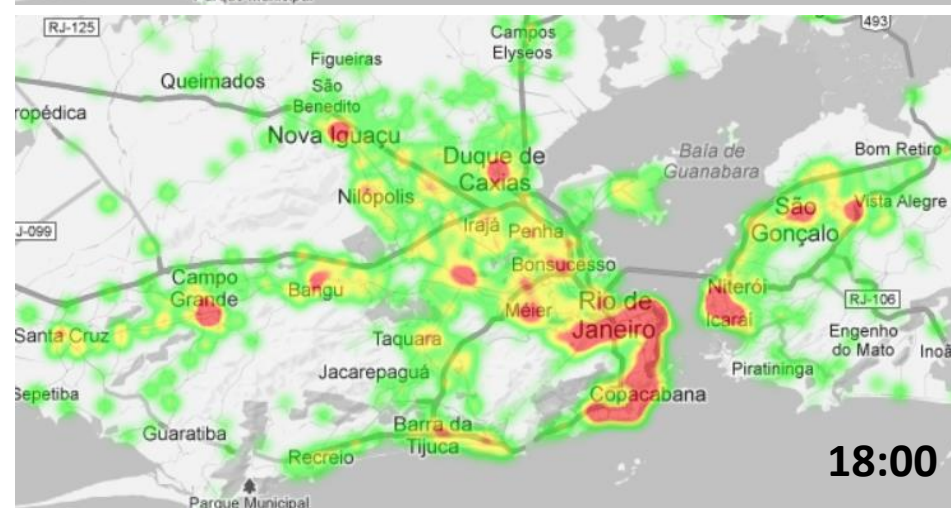 RJ-125
493
Campos
Elyseos
Figueiras
Queimados
São
Benedito
ropédica
Nova Iguaçu
Baía de
Guanabara
Bom Retiro
Duque de
Caxias
Nilópolis
São
Gonçalo
Vista Alegre
J-099
Irajá
Penha
Bonsucesso
Campo
Grande
Bangu
Niterói
Icaraí
RJ-106
Rio de
Janeiro
Méier
Santa Cruz
Taquara
Engenho
do Mato
Inoã
Jacarepaguá
Piratininga
Sepetiba
Copacabana
Guaratiba
Barra da
Tijuca
Recreio
18:00
Parque Municipal